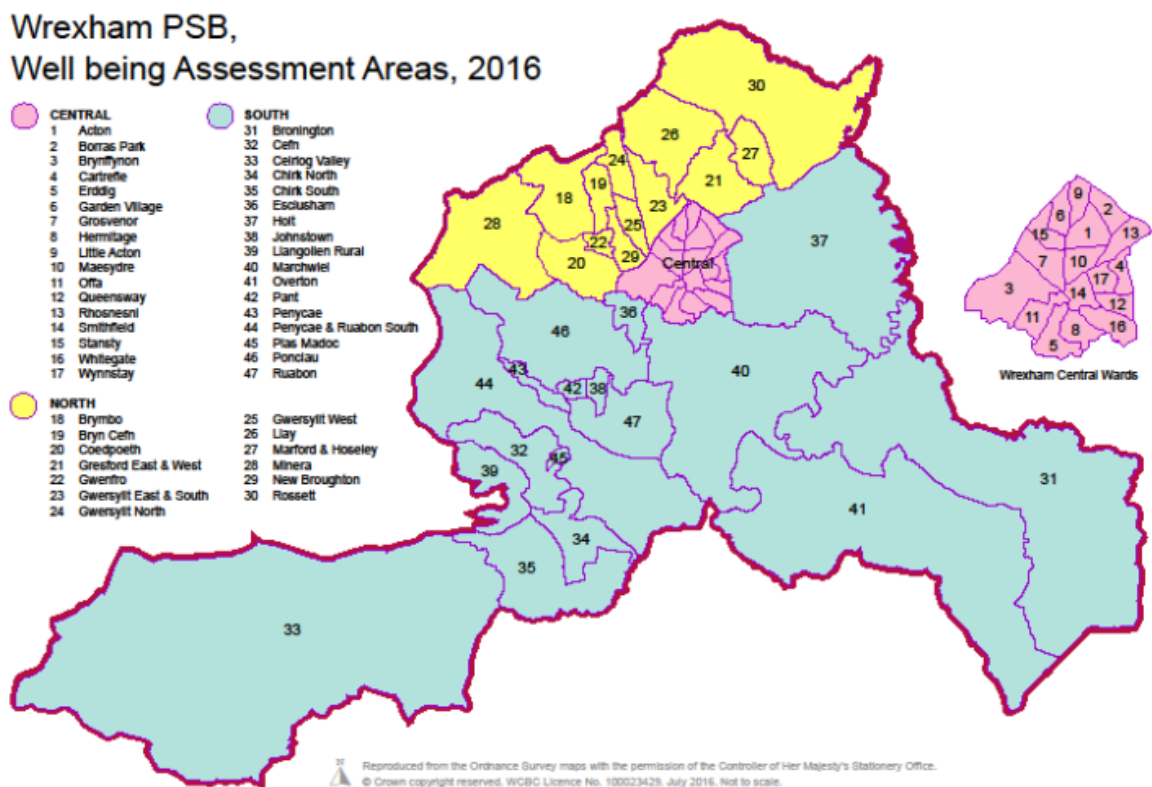 Wrexham PSB,
Well being Assessment Areas, 2016
CENTRAL
1 Acton
2 Borras Park
3 Brynffynon
4 Cartrefle
5 Erddig
6 Garden Village
7 Grosvenor
8 Hermitage
9 Little Acton
10 Maesydre
11 Offa
12 Queensway
13 Rhosnesni
14 Smithfield
15 Stansty
16 Whitegate
17 Wynnstay
SOUTH
31 Bronington
32 Cefn
33 Ceiriog Valley
34 Chirk North
35 Chirk South
36 Esclusham
37 Holt
38 Johnstown
39 Llangollen Rural
40 Marchwiel
41 Overton
42 Pant
43 Penycae
44 Penycae & Ruabon South
45 Plas Madoc
46 Ponciau
47 Ruabon
NORTH
18 Brymbo
19 Bryn Cefn
20 Coedpoeth
21 Gresford East & West
22 Gwenfro
23 Gwersyllt East & South
24 Gwersyllt North
25 Gwersyllt West
26 Llay
27 Marford & Hoseley
28 Minera
29 New Broughton
30 Rossett
30
26
27
24
21
19
18
23
28
25
22
29
20
Central
37
36
46
43
42
38
40
44
47
32
45
39
31
41
34
35
33
9
2
6
1
13
15
7
10
4
17
3
14
12
11
8
16
5
Wrexham Central Wards
Reproduced from the Ordnance Survey maps with the permission of the Controller of Her Majesty's Stationery Office.
© Crown copyright reserved. WCBC Licence No. 100023429. July 2016. Not to scale.